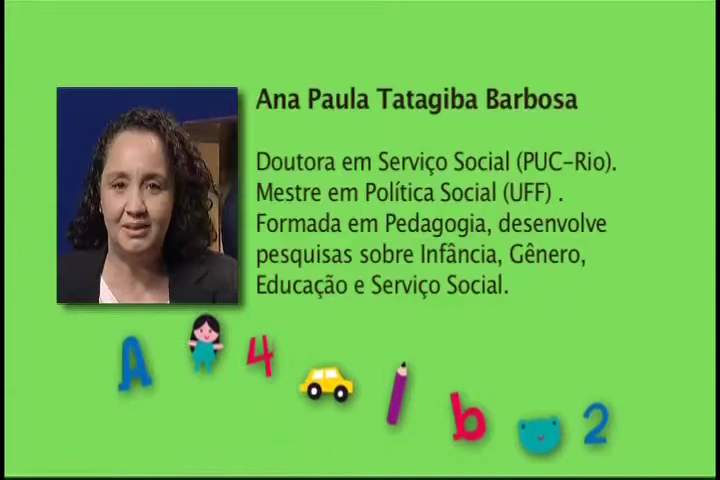 Ana Paula Tatagiba Barbosa
Doutora em Serviço Social (PUC-Rio).
Mestre em Política Social (UFF) .
Formada em Pedagogia, desenvolve
pesquisas sobre Infância, Gênero,
Educação e Serviço Social.
A 4 b 2